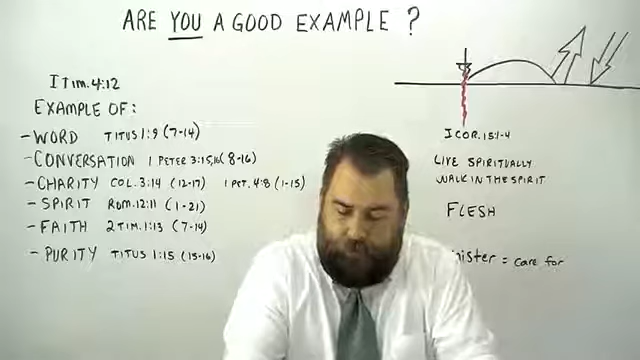 ARE YOU A GOOD EXAMPLE ?
I TIM. 4:12
EXAMPLE OF:
- WORD TITUS 1:9 (7-14)
- CONVERSATION 1 PETER 3:15,16 (8-16)
- CHARITY COL. 3:14 (12-17) 1 PET. 4:8 (1-15)
- SPIRIT ROM. 12:11 (1-21)
- FAITH 2 TIM. 1:13 (7-14)
- PURITY TITUS 1:15 (15-16)
I COR. 15:1-4
LIVE SPIRITUALLY
WALK IN THE SPIRIT
FLESH
= care for